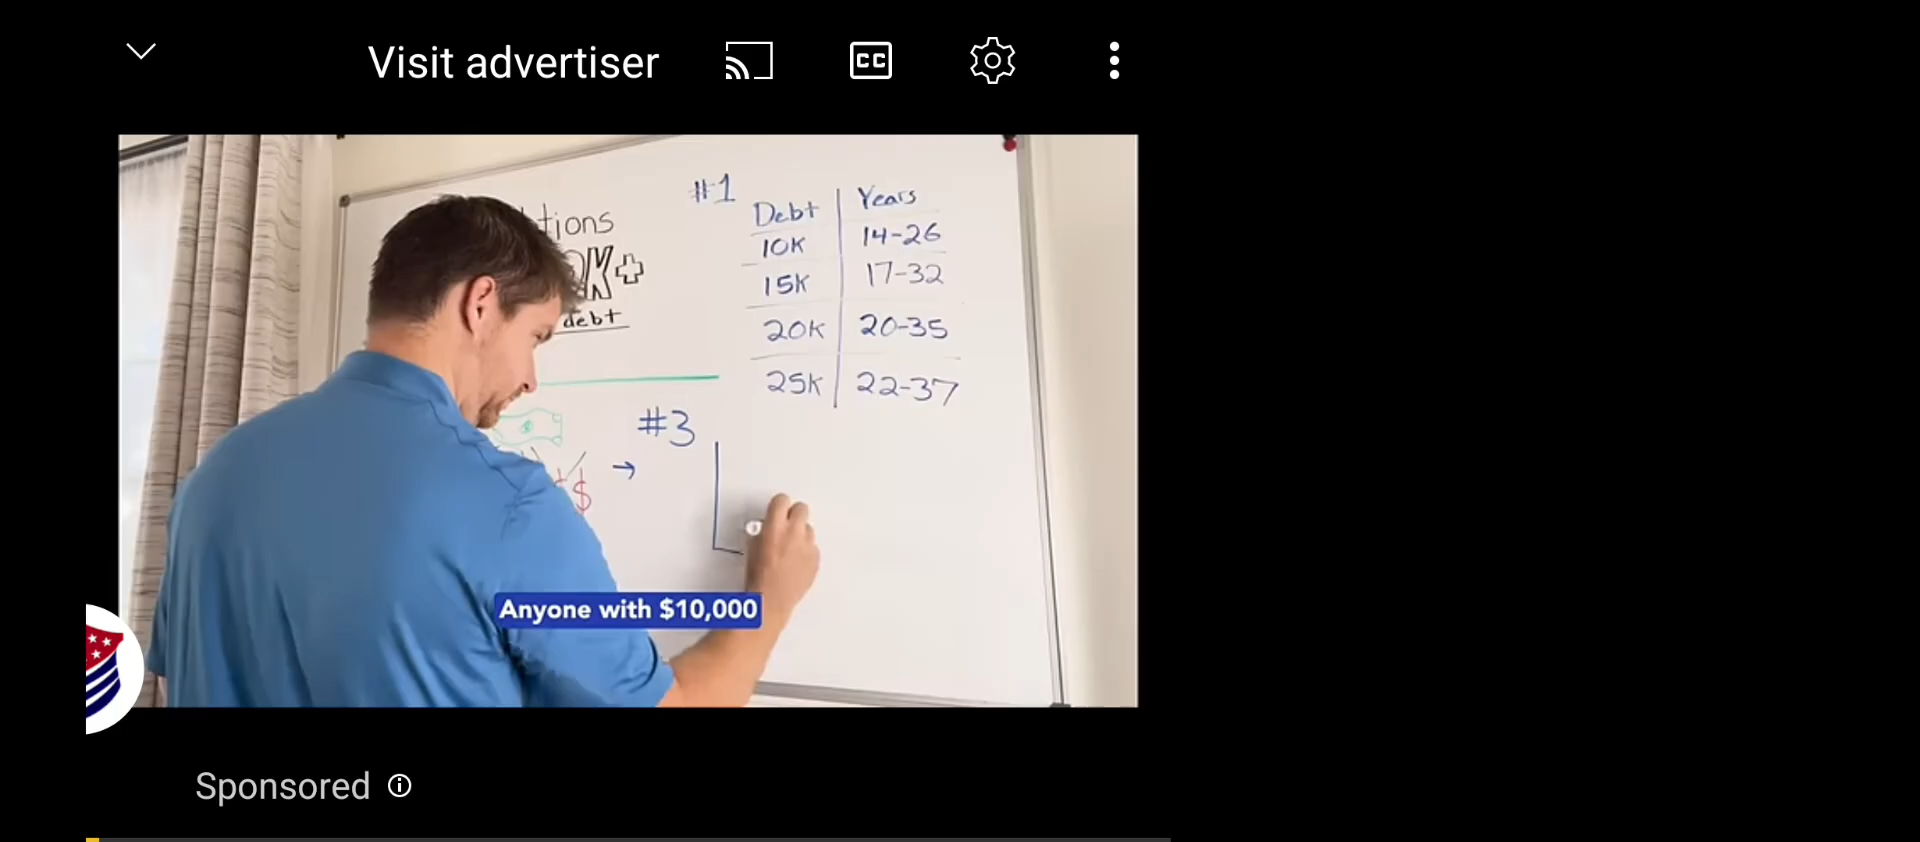 Visit advertiser
CC
#1
Debt Years
10K 14-26
15K 17-32
20K 20-35
25K 22-37
tions
K+
debt
#3
$
Anyone with $10,000
Sponsored